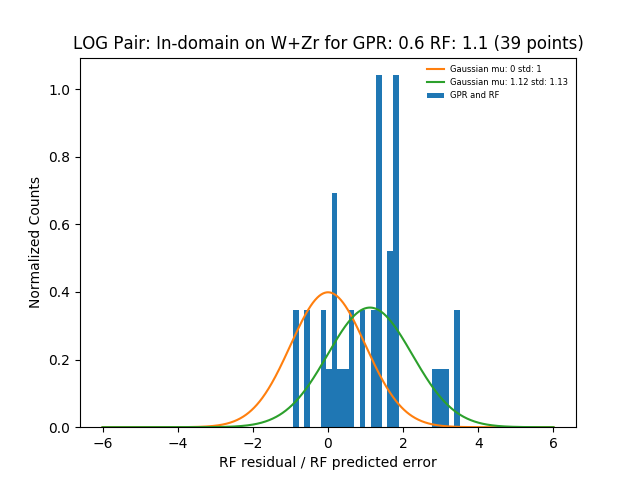 LOG Pair: In-domain on W+Zr for GPR: 0.6 RF: 1.1 (39 points)
Gaussian mu: 0 std: 1
Gaussian mu: 1.12 std: 1.13
GPR and RF
Normalized Counts
1.0
0.8
0.6
0.4
0.2
0.0
−6 −4 −2 0 2 4 6
RF residual / RF predicted error